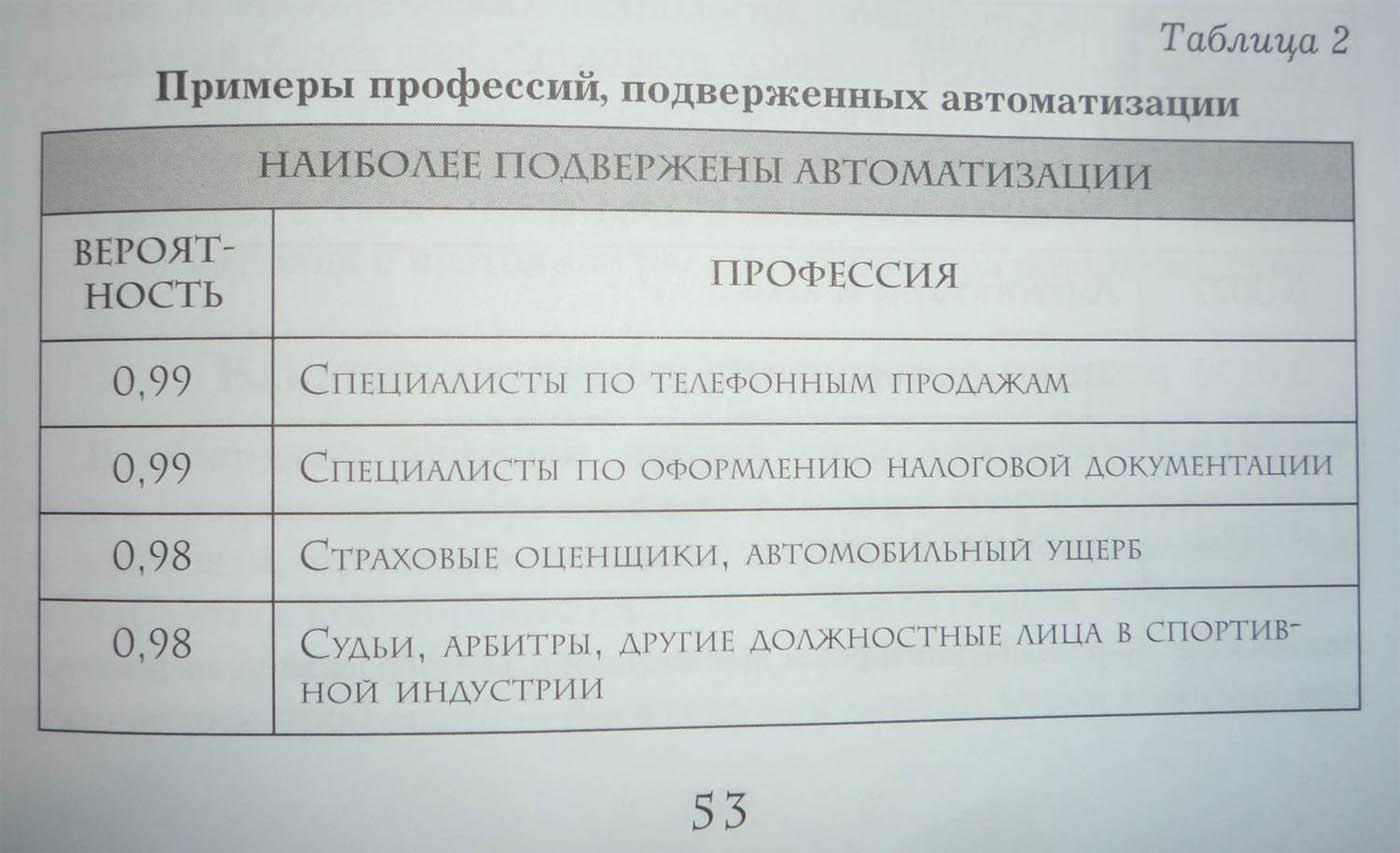 Таблица 2
Примеры профессий, подверженных автоматизации
НАИБОЛЕЕ ПОДВЕРЖЕНЫ АВТОМАТИЗАЦИИ
ВЕРОЯТ-
НОСТЬ
ПРОФЕССИЯ
0,99
Специалисты по телефонным продажам
0,99
Специалисты по оформлению налоговой документации
0,98
Страховые оценщики, автомобильный ущерб
0,98
Судьи, арбитры, другие должностные лица в спортив-
ной индустрии
53